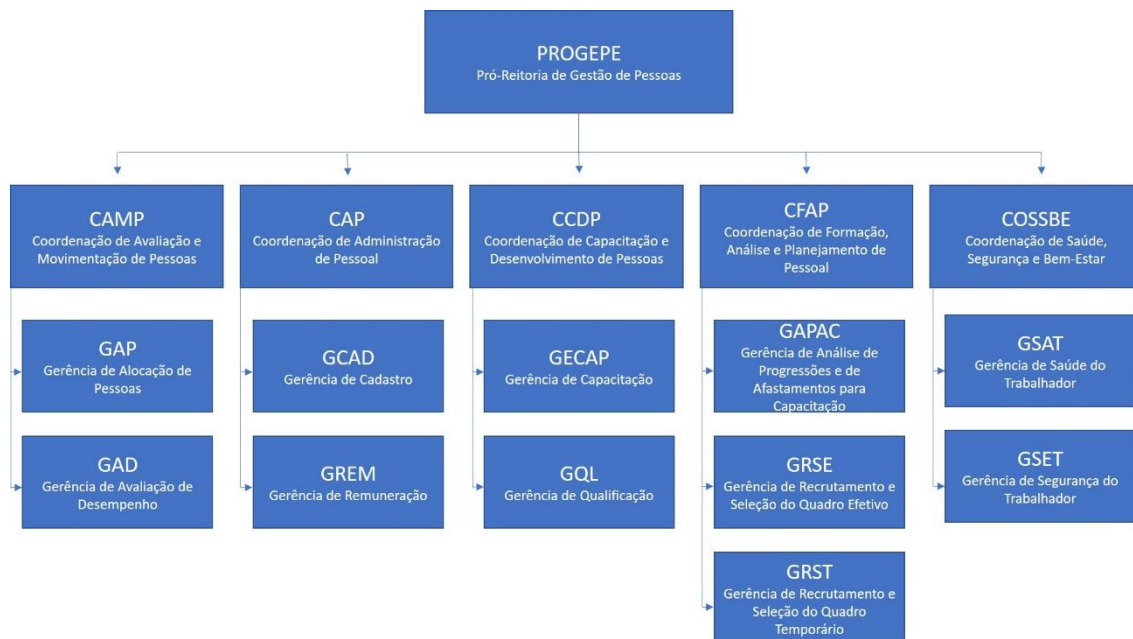 PROGEPE
Pró-Reitoria de Gestão de Pessoas
CAMP
Coordenação de Avaliação e
Movimentação de Pessoas
CAP
Coordenação de Administração
de Pessoal
CCDP
Coordenação de Capacitação e
Desenvolvimento de Pessoas
CFAP
Coordenação de Formação,
Análise e Planejamento de
Pessoal
COSSBE
Coordenação de Saúde,
Segurança e Bem-Estar
GAP
Gerência de Alocação de
Pessoas
GCAD
Gerência de Cadastro
GECAP
Gerência de Capacitação
GAPAC
Gerência de Análise de
Progressões e de
Afastamentos para
Capacitação
GSAT
Gerência de Saúde do
Trabalhador
GAD
Gerência de Avaliação de
Desempenho
GREM
Gerência de Remuneração
GQL
Gerência de Qualificação
GRSE
Gerência de Recrutamento e
Seleção do Quadro Efetivo
GSET
Gerência de Segurança do
Trabalhador
GRST
Gerência de Recrutamento e
Seleção do Quadro
Temporário